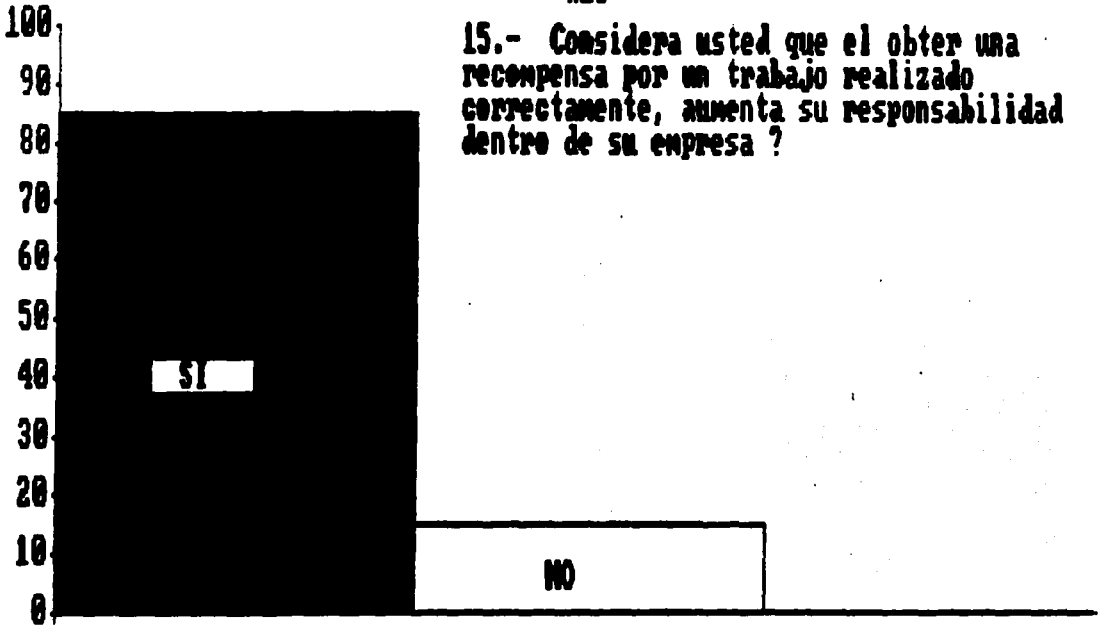 15.- Considera usted que el obter una
recompensa por un trabajo realizado
correctamente, aumenta su responsabilidad
dentro de su empresa ?
100
90
80
70
60
50
40
30
20
10
0
SI
NO